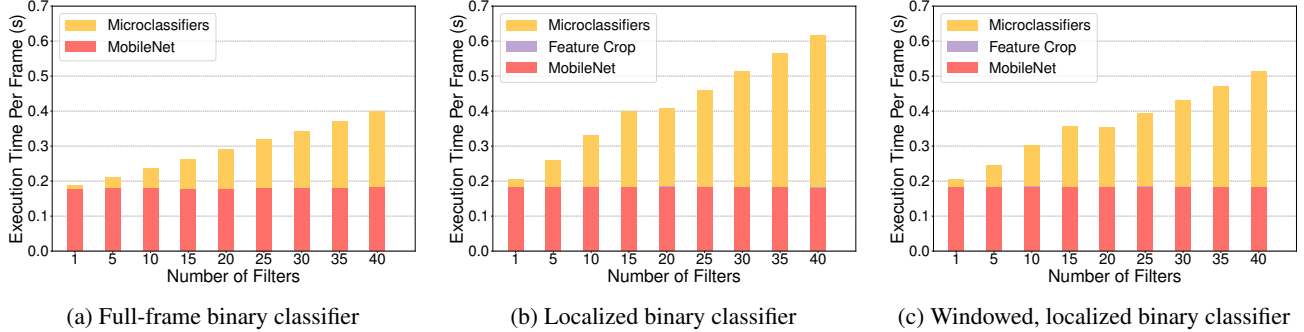 Execution Time Per Frame (s)
0.7
0.6
0.5
0.4
0.3
0.2
0.1
0.0
Microclassifiers
MobileNet
1 5 10 15 20 25 30 35 40
Number of Filters
(a) Full-frame binary classifier
Execution Time Per Frame (s)
0.7
0.6
0.5
0.4
0.3
0.2
0.1
0.0
Microclassifiers
Feature Crop
MobileNet
1 5 10 15 20 25 30 35 40
Number of Filters
(b) Localized binary classifier
Execution Time Per Frame (s)
0.7
0.6
0.5
0.4
0.3
0.2
0.1
0.0
Microclassifiers
Feature Crop
MobileNet
1 5 10 15 20 25 30 35 40
Number of Filters
(c) Windowed, localized binary classifier